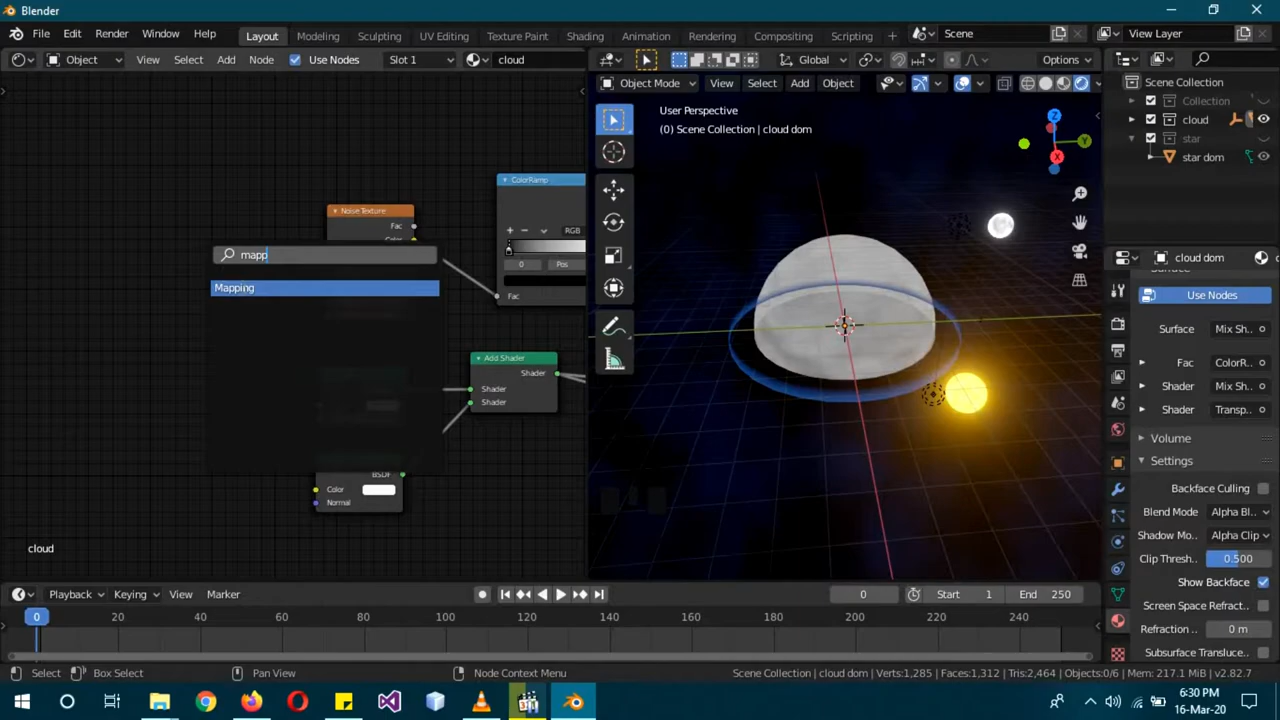 Blender
File Edit Render Window Help Layout Modeling Sculpting UV Editing Texture Paint Shading Animation Rendering Compositing Scripting Scene View Layer
Object View Select Add Node Use Nodes Slot 1 cloud Global Options
Object Mode View Select Add Object
User Perspective
(0) Scene Collection | cloud dom
Scene Collection
Collection
cloud
star
star dom
Z
Y
X
ColorRamp
Noise Texture
Fac
Color
RGB
0 Pos
Fac
mapp
Mapping
Add Shader
Shader
Shader
Shader
BSDF
Color
Normal
cloud
cloud dom
Surface
Use Nodes
Surface Mix Sh..
Fac ColorR..
Shader Mix Sh..
Shader Transp..
Volume
Settings
Backface Culling
Blend Mode Alpha Bl..
Shadow Mo.. Alpha Clip
Clip Thresh.. 0.500
Show Backface
Screen Space Refract..
Refraction .. 0 m
Subsurface Transluce..
Playback Keying View Marker 0 Start 1 End 250
0 20 40 60 80 100 120 140 160 180 200 220 240
Select Box Select Pan View Node Context Menu Scene Collection | cloud dom | Verts:1,285 | Faces:1,312 | Tris:2,464 | Objects:0/6 | Mem: 217.1 MiB | v2.82.7
6:30 PM
16-Mar-20